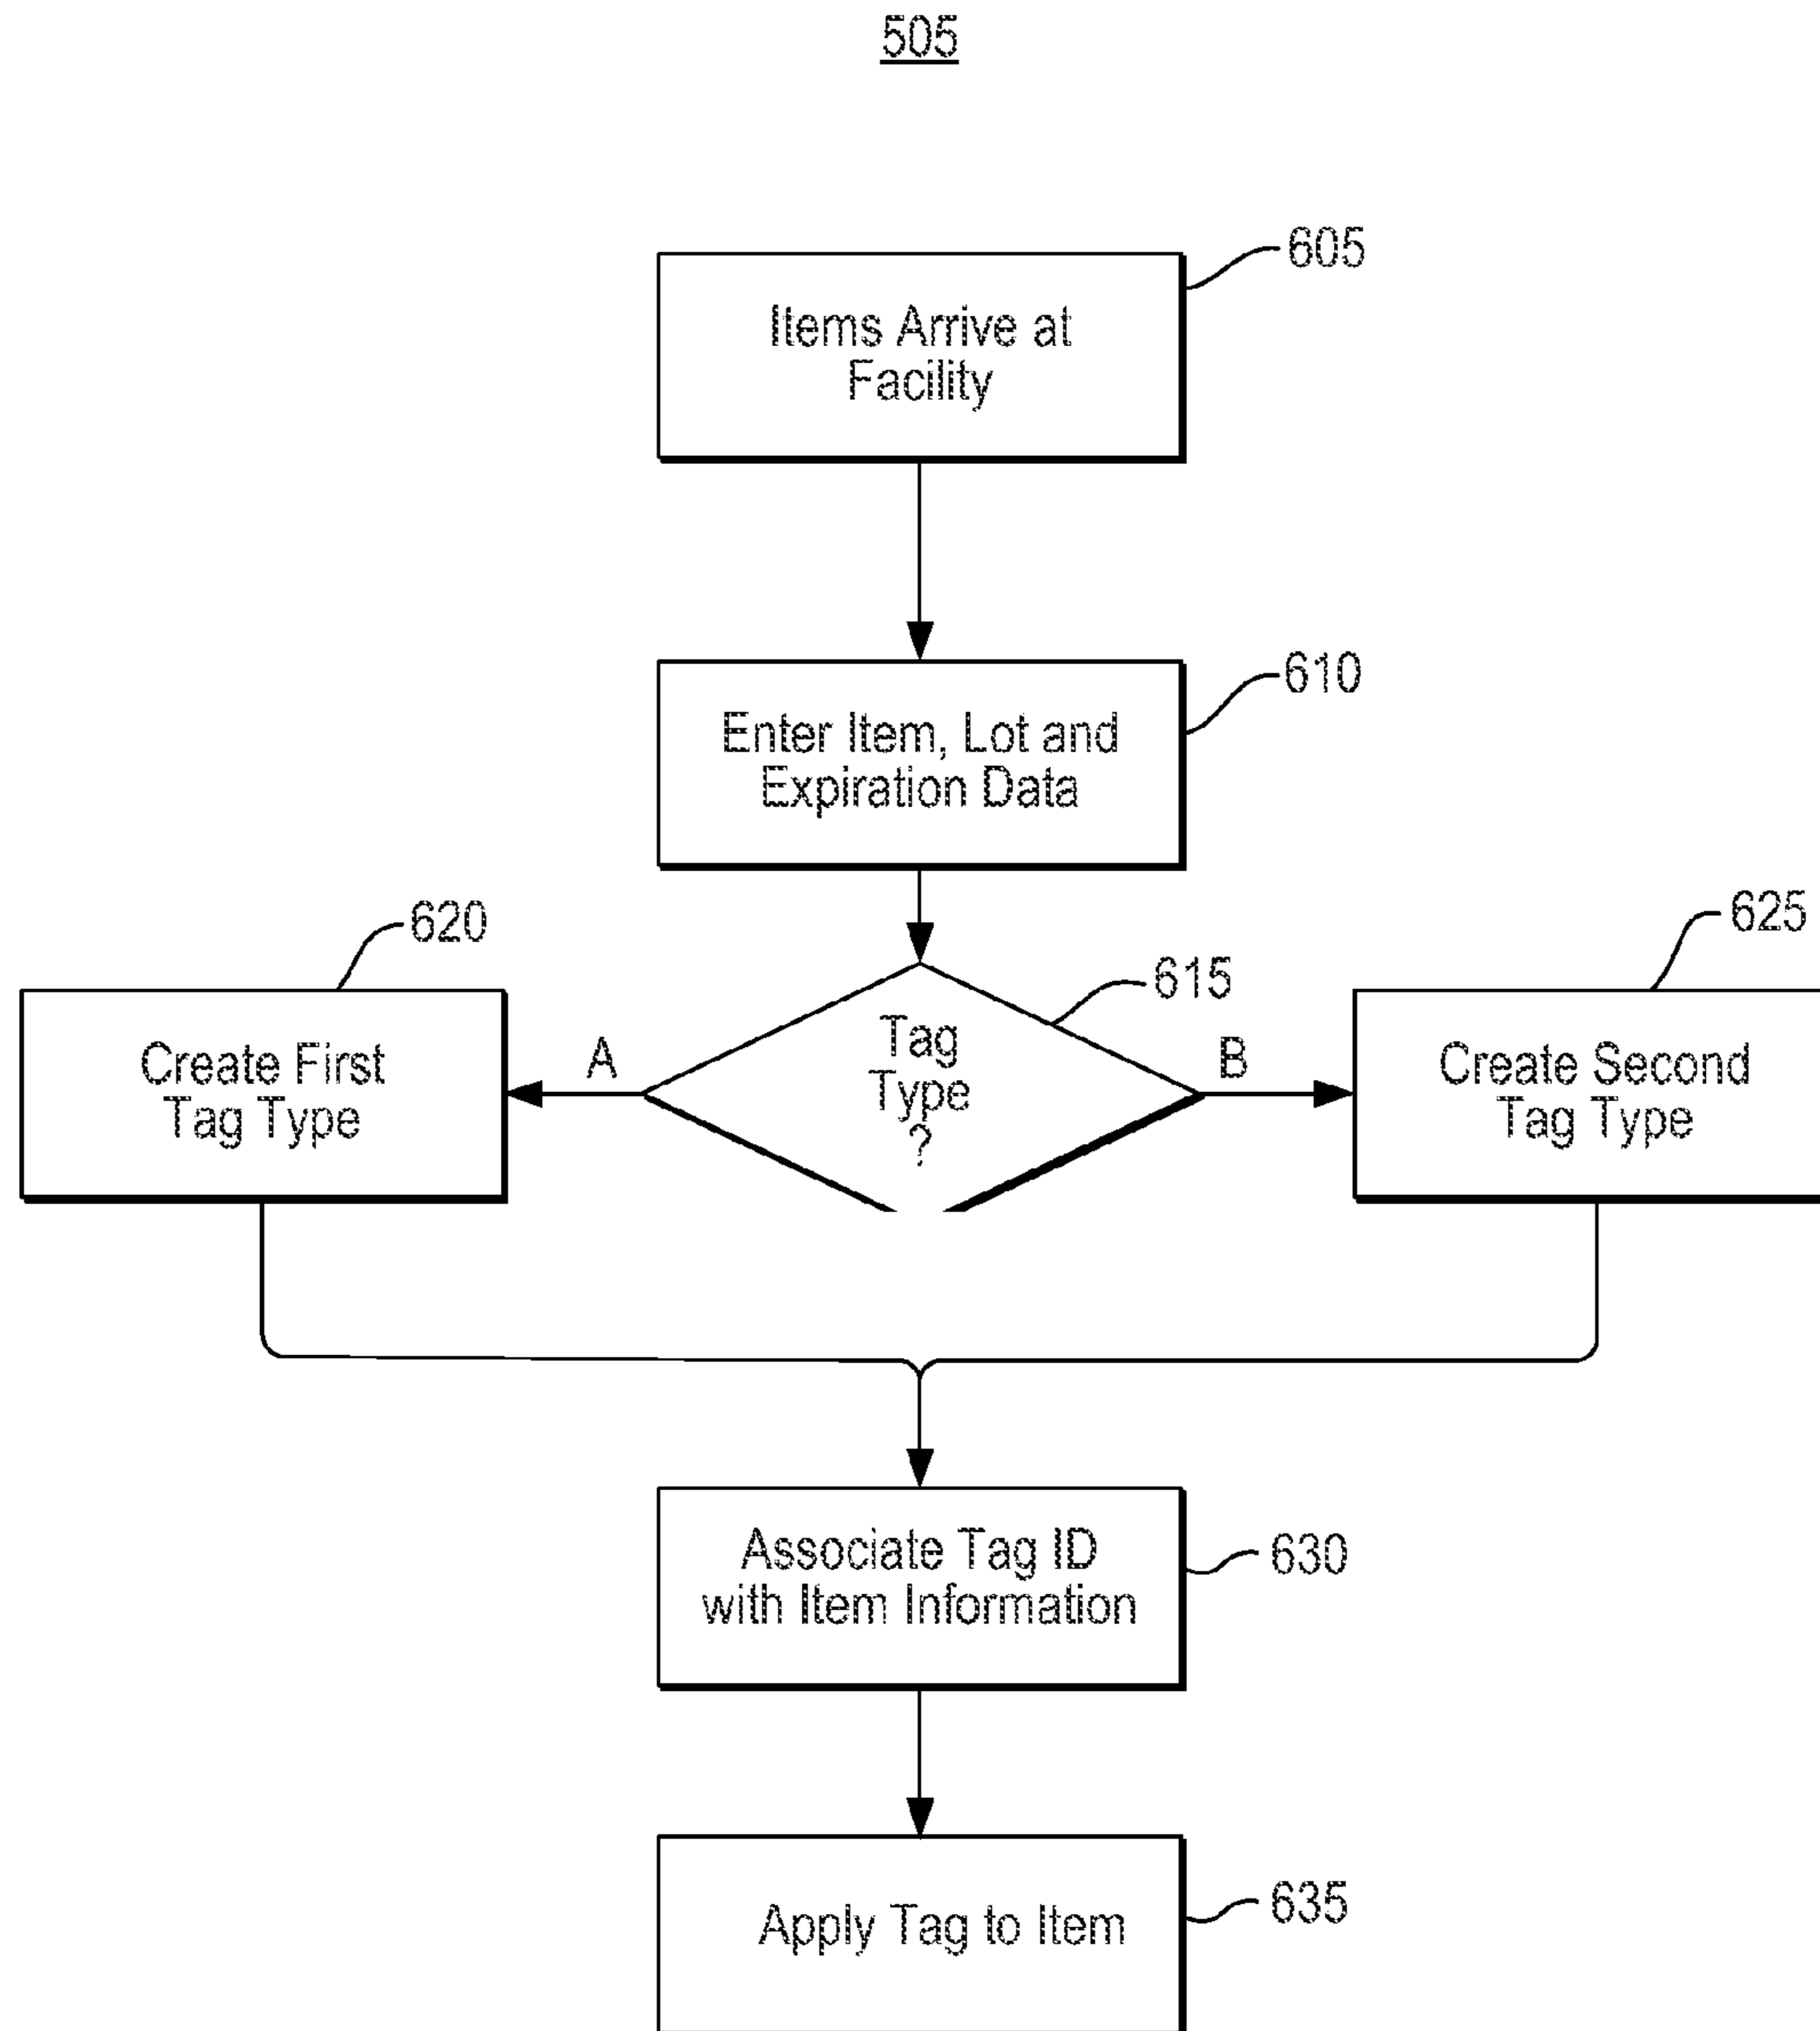 505
605
Items Arrive at
Facility
610
Enter Item, Lot and
Expiration Data
620
625
615
Create First
Tag Type
A
Tag
Type
?
B
Create Second
Tag Type
Associate Tag ID
with Item Information
630
Apply Tag to Item
635